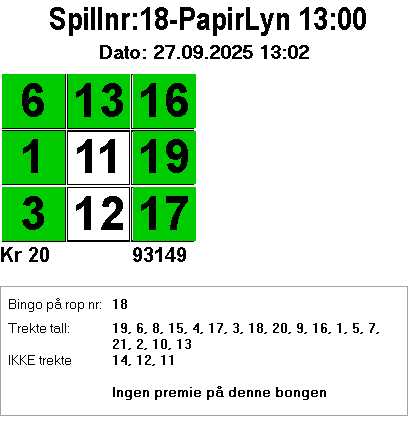 Spillnr:18-PapirLyn 13:00
Dato: 27.09.2025 13:02
6 13 16
1 11 19
3 12 17
Kr 20 93149
Bingo på rop nr: 18
Trekte tall: 19, 6, 8, 15, 4, 17, 3, 18, 20, 9, 16, 1, 5, 7,
21, 2, 10, 13
IKKE trekte 14, 12, 11
Ingen premie på denne bongen